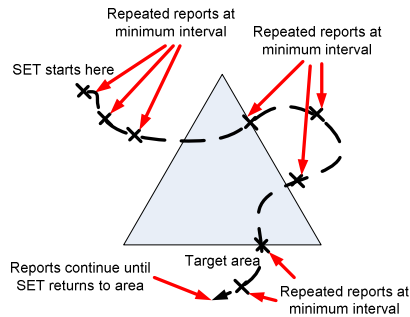 Repeated reports at
minimum interval
Repeated reports at
minimum interval
SET starts here
Target area
Reports continue until
SET returns to area
Repeated reports at
minimum interval